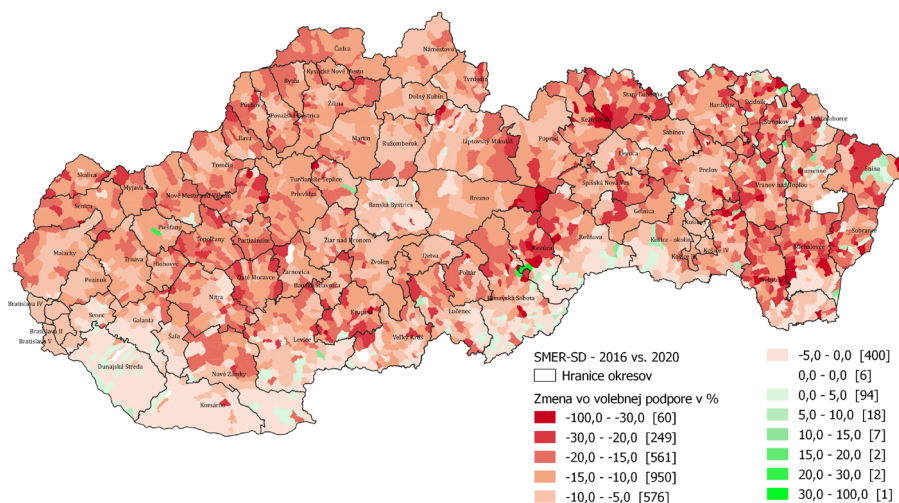 Čadca
Námestovo
Kysucké Nové Mesto
Tvrdošín
Bytča
Dolný Kubín
Stará Ľubovňa
Púchov
Žilina
Svidník
Bardejov
Považská Bystrica
Kežmarok
Stropkov
Medzilaborce
Ilava
Martin
Ružomberok
Liptovský Mikuláš
Poprad
Sabinov
Levoča
Trenčín
Prešov
Humenné
Snina
Skalica
Turčianske Teplice
Spišská Nová Ves
Vranov nad Topľou
Myjava
Nové Mesto nad Váhom
Prievidza
Banská Bystrica
Brezno
Gelnica
Senica
Piešťany
Topoľčany
Partizánske
Žiar nad Hronom
Revúca
Rožňava
Košice - okolie
Sobrance
Michalovce
Malacky
Trnava
Hlohovec
Zvolen
Detva
Poltár
Pezinok
Zlaté Moravce
Žarnovica
Banská Štiavnica
Trebišov
Nitra
Rimavská Sobota
Bratislava IV
Senec
Galanta
Krupina
Lučenec
Bratislava II
Bratislava V
Šaľa
Levice
Veľký Krtíš
Dunajská Streda
Nové Zámky
Komárno
SMER-SD - 2016 vs. 2020
Hranice okresov
Zmena vo volebnej podpore v %
-100,0 - -30,0 [60]
-30,0 - -20,0 [249]
-20,0 - -15,0 [561]
-15,0 - -10,0 [950]
-10,0 - -5,0 [576]
-5,0 - 0,0 [400]
0,0 - 0,0 [6]
0,0 - 5,0 [94]
5,0 - 10,0 [18]
10,0 - 15,0 [7]
15,0 - 20,0 [2]
20,0 - 30,0 [2]
30,0 - 100,0 [1]